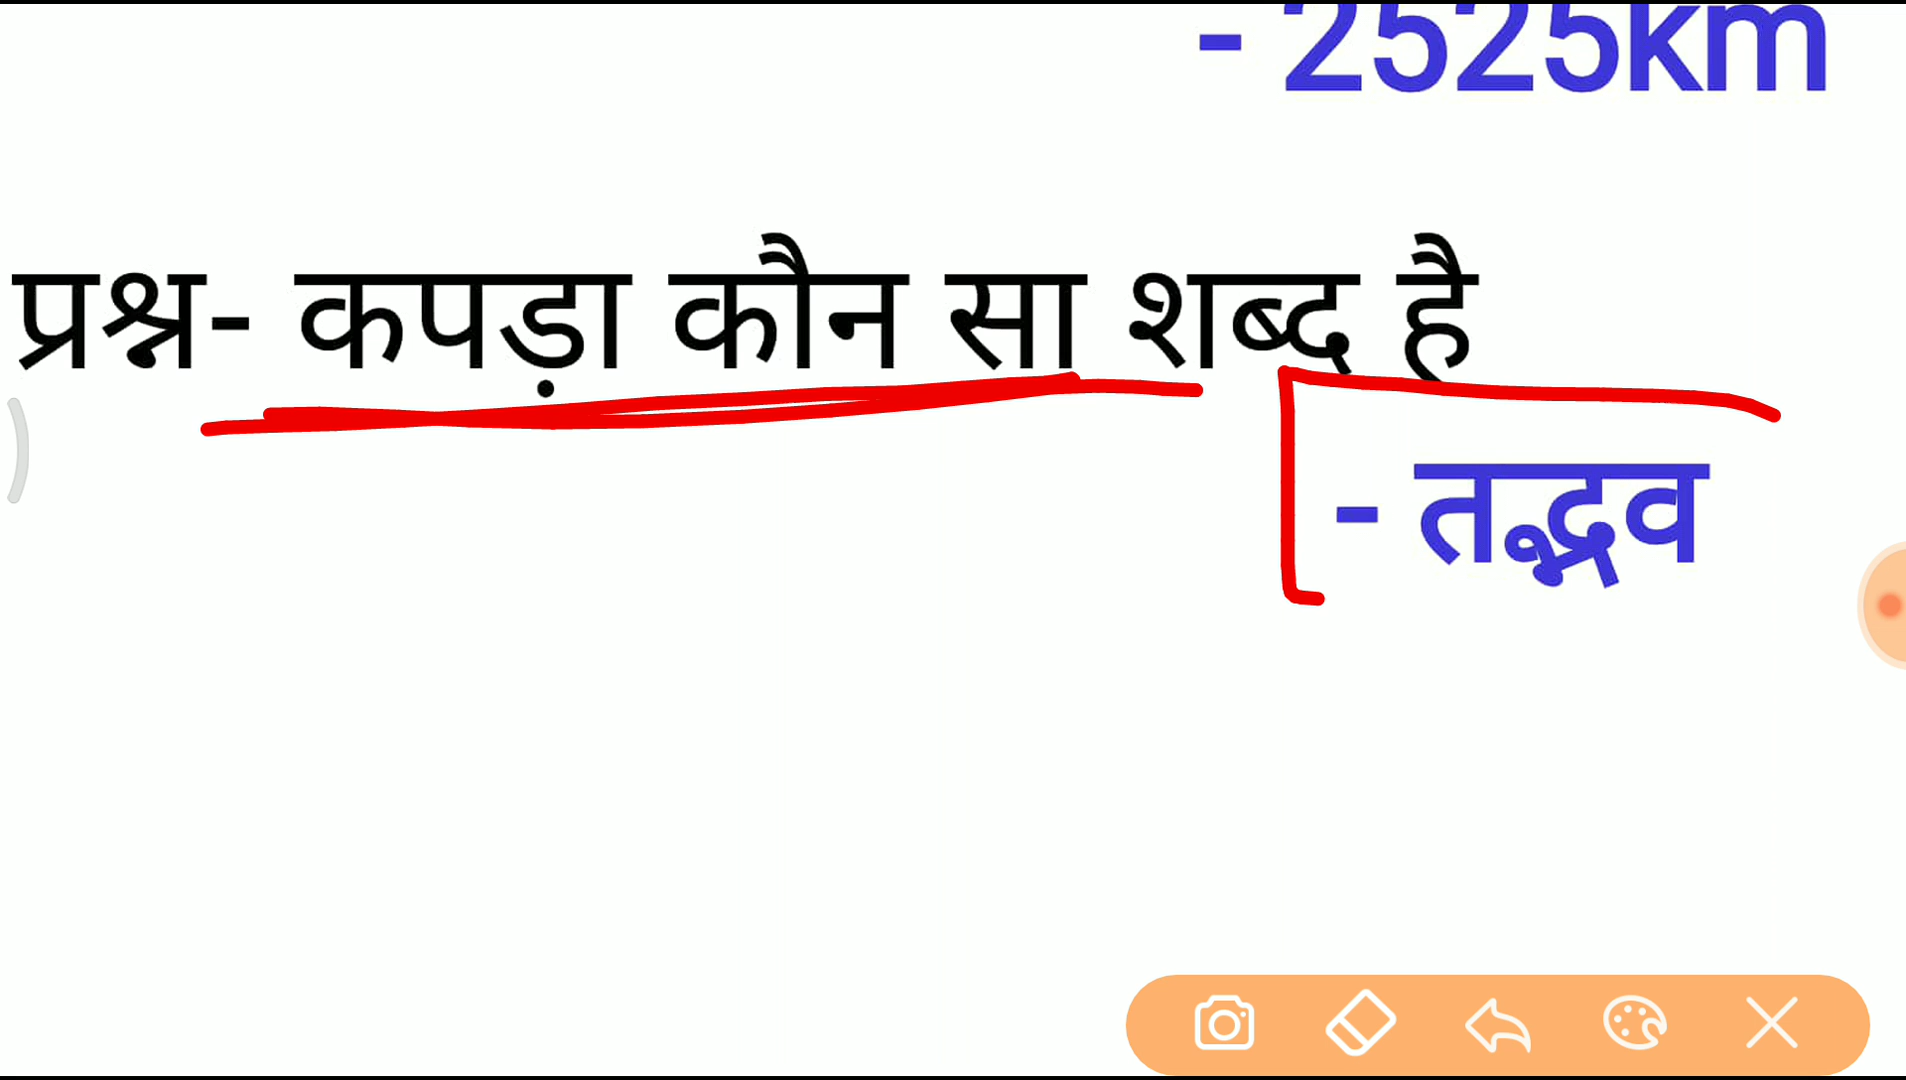 - 2525km
प्रश्न- कपड़ा कौन सा शब्द है
- तद्भव